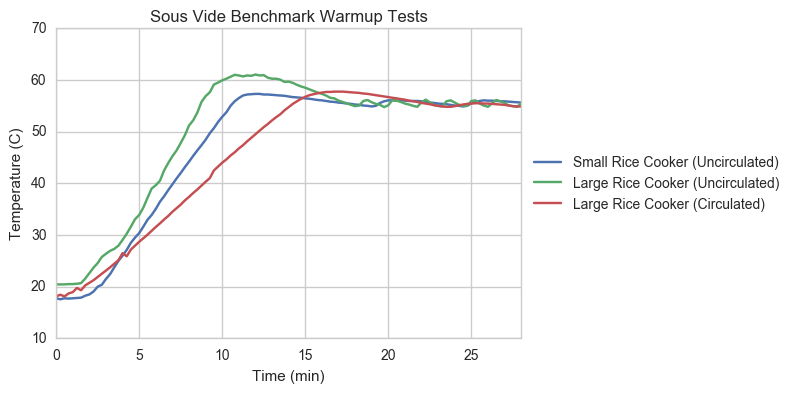 Sous Vide Benchmark Warmup Tests
70
60
50
40
30
20
10
Temperature (C)
0 5 10 15 20 25
Time (min)
Small Rice Cooker (Uncirculated)
Large Rice Cooker (Uncirculated)
Large Rice Cooker (Circulated)